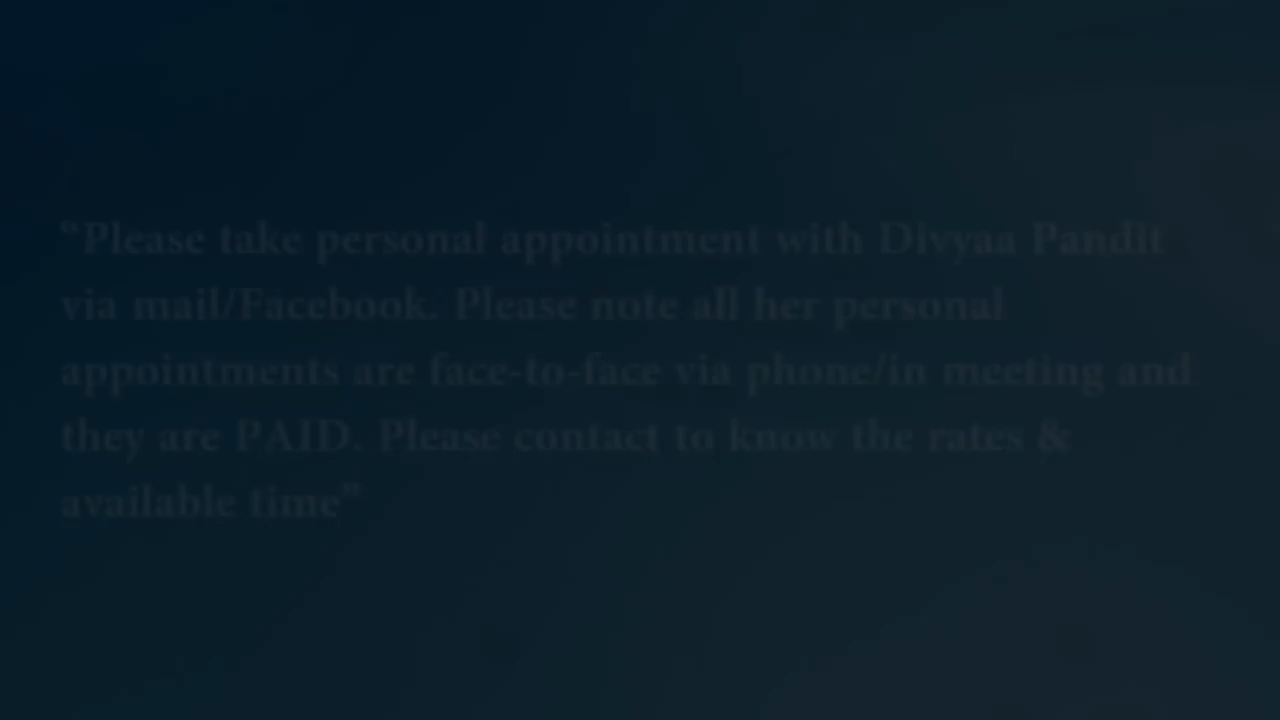 “Please take personal appointment with Divyaa Pandit
via mail/Facebook. Please note all her personal
appointments are face-to-face via phone/in meeting and
they are PAID. Please contact to know the rates &
available time”